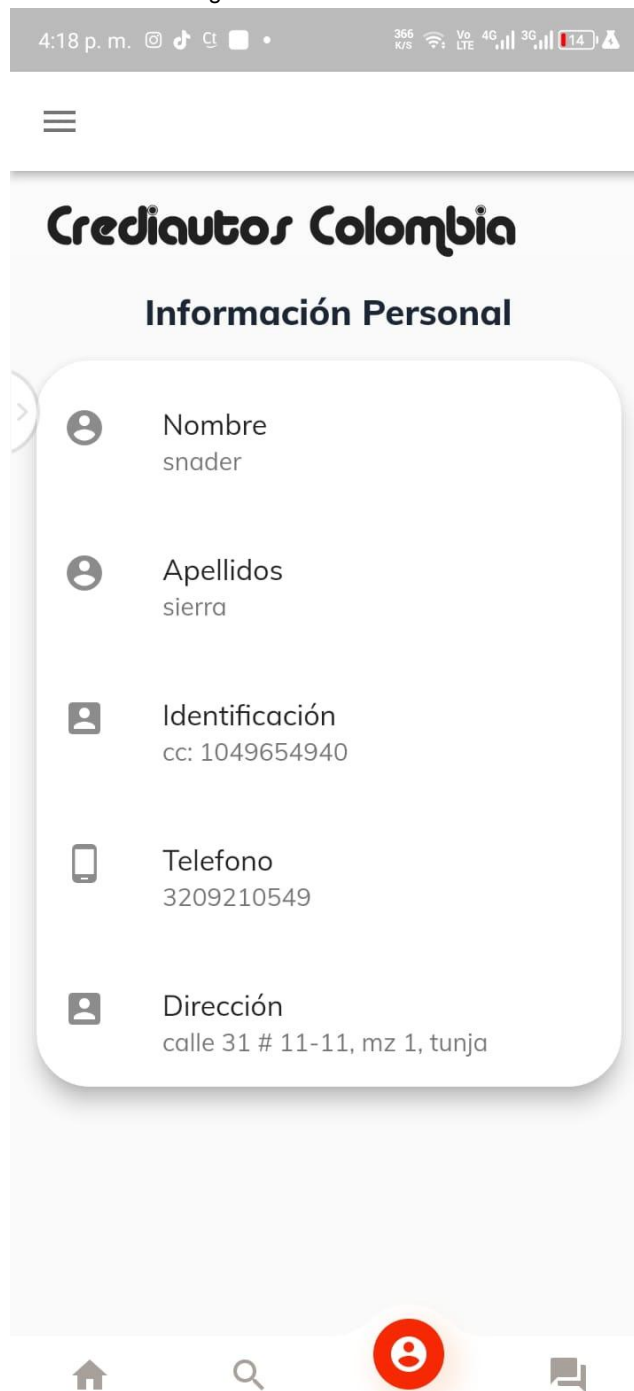 4:18 p. m.
366 K/S Vo LTE 4G 3G 14
Crediautos Colombia
Información Personal
Nombre
snader
Apellidos
sierra
Identificación
cc: 1049654940
Telefono
3209210549
Dirección
calle 31 # 11-11, mz 1, tunja